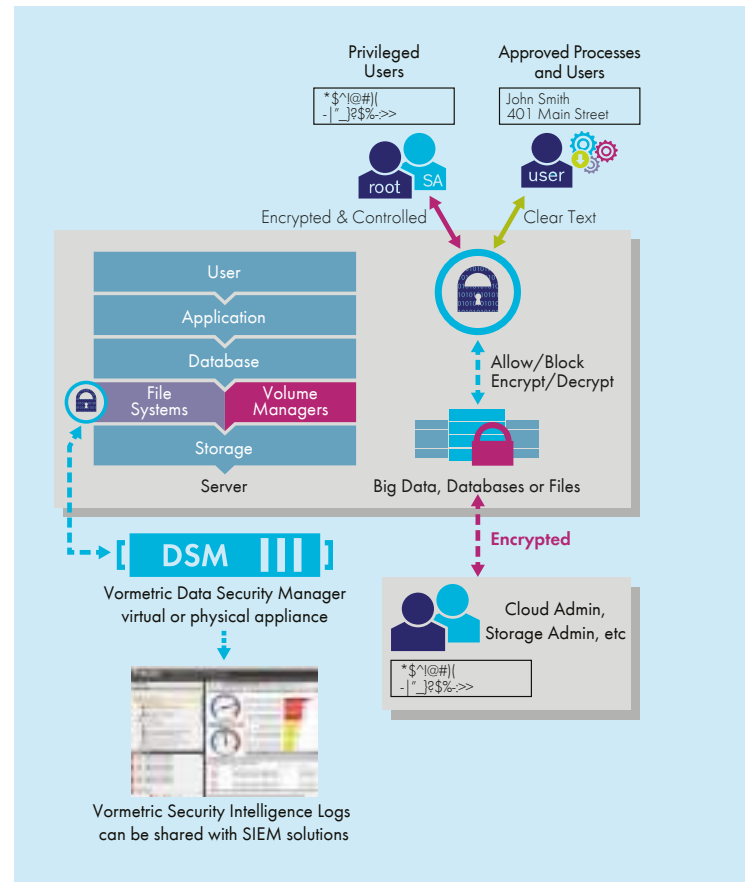 Privileged
Users
Approved Processes
and Users
*$^!@#)(
-|"_}?$%-:>>
John Smith
401 Main Street
root
SA
user
Encrypted & Controlled
Clear Text
User
Application
Database
File
Systems
Volume
Managers
Storage
Server
Allow/Block
Encrypt/Decrypt
Big Data, Databases or Files
Encrypted
DSM
Vormetric Data Security Manager
virtual or physical appliance
Cloud Admin,
Storage Admin, etc
*$^!@#)(
-|"_}?$%-:>>
Vormetric Security Intelligence Logs
can be shared with SIEM solutions